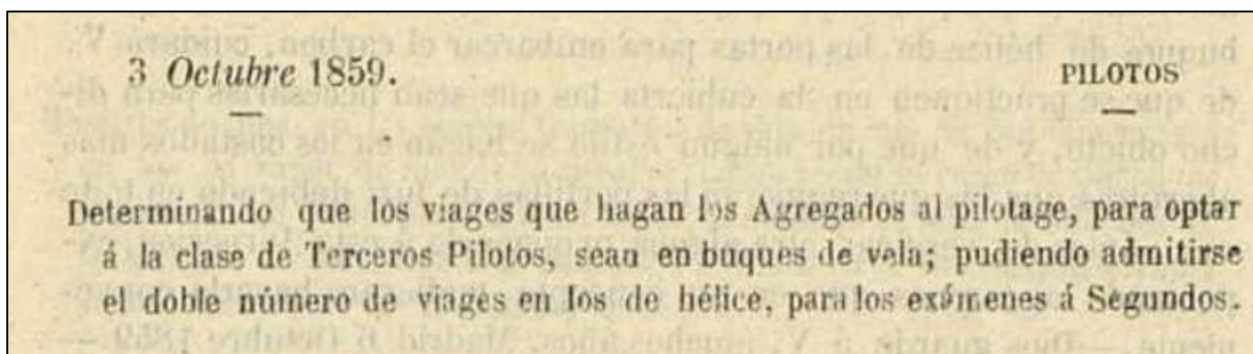 3 Octubre 1859.
PILOTOS
Determinando que los viages que hagan los Agregados al pilotage, para optar
á la clase de Terceros Pilotos, sean en buques de vela; pudiendo admitirse
el doble número de viages en los de hélice, para los exámenes á Segundos.